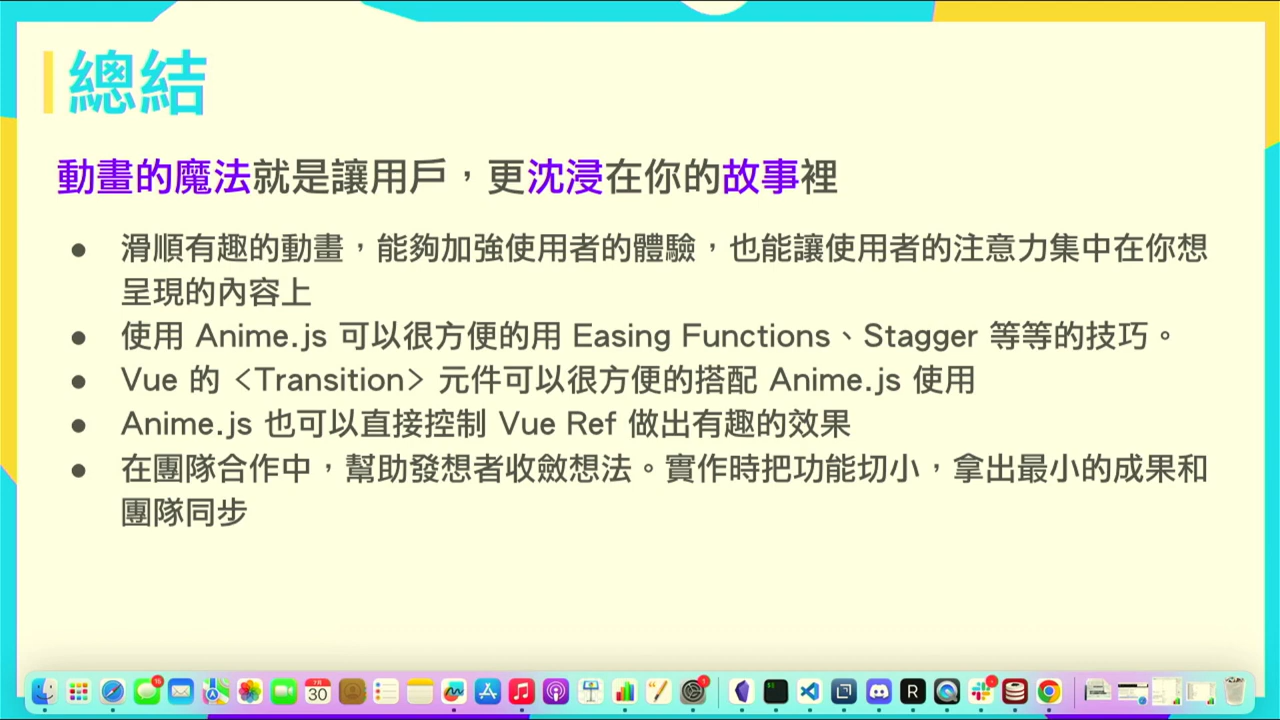 總結
動畫的魔法就是讓用戶，更沈浸在你的故事裡
● 滑順有趣的動畫，能夠加強使用者的體驗，也能讓使用者的注意力集中在你想
呈現的內容上
● 使用 Anime.js 可以很方便的用 Easing Functions、Stagger 等等的技巧。
● Vue 的 <Transition> 元件可以很方便的搭配 Anime.js 使用
● Anime.js 也可以直接控制 Vue Ref 做出有趣的效果
● 在團隊合作中，幫助發想者收斂想法。實作時把功能切小，拿出最小的成果和
團隊同步
16
7月
30
1
R